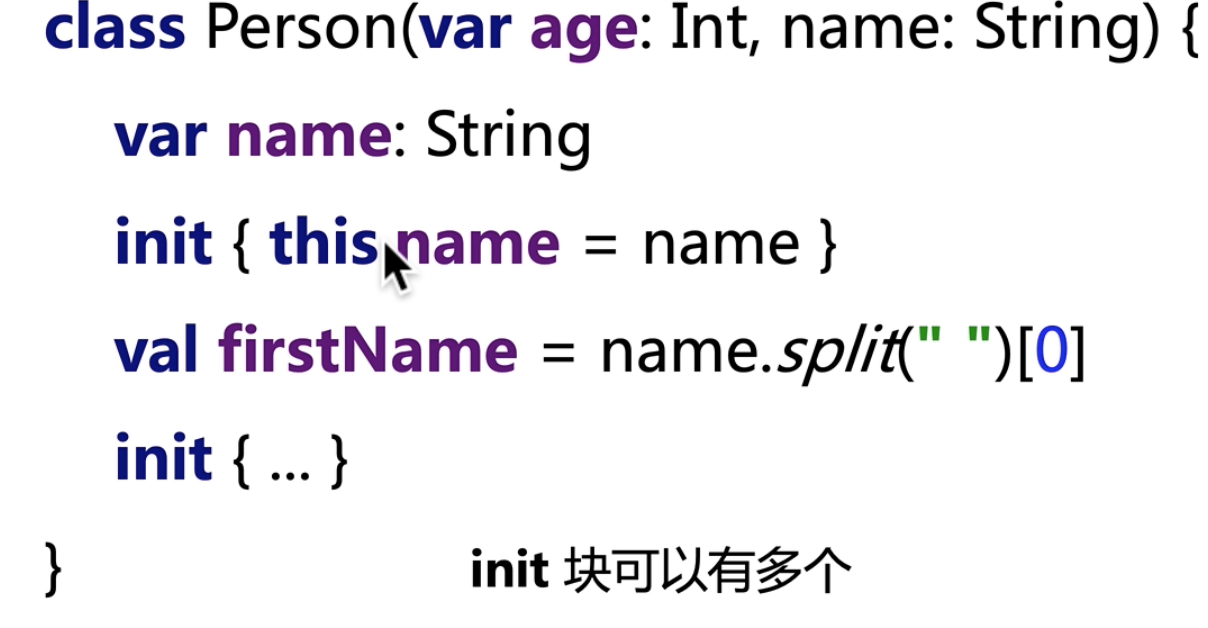 class Person(var age: Int, name: String) {
var name: String
init { this.name = name }
val firstName = name.split(" ")[0]
init { ... }
}
init 块可以有多个